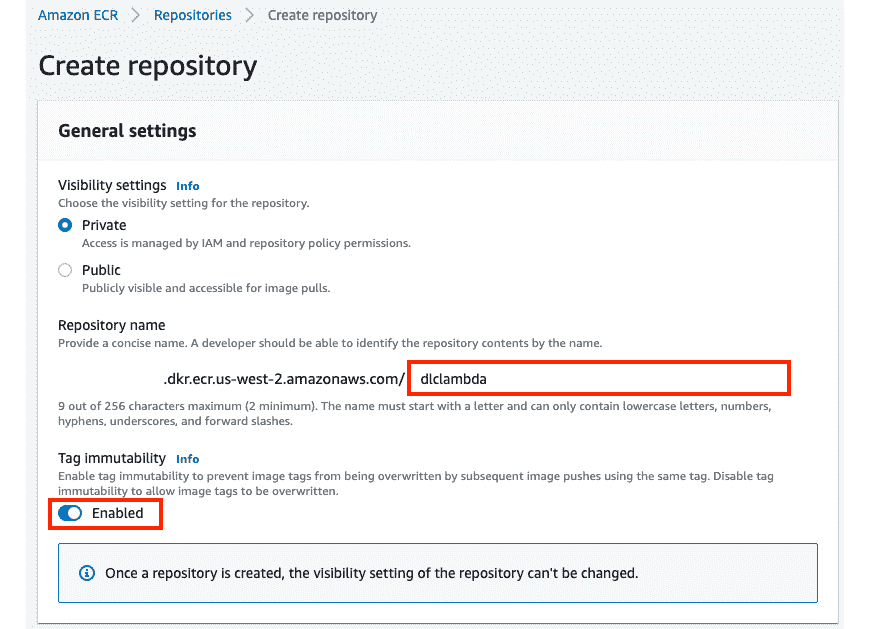 Amazon ECR > Repositories > Create repository
Create repository
General settings
Visibility settings Info
Choose the visibility setting for the repository.
Private
Access is managed by IAM and repository policy permissions.
Public
Publicly visible and accessible for image pulls.
Repository name
Provide a concise name. A developer should be able to identify the repository contents by the name.
.dkr.ecr.us-west-2.amazonaws.com/ dlclambda
9 out of 256 characters maximum (2 minimum). The name must start with a letter and can only contain lowercase letters, numbers,
hyphens, underscores, and forward slashes.
Tag immutability Info
Enable tag immutability to prevent image tags from being overwritten by subsequent image pushes using the same tag. Disable tag
immutability to allow image tags to be overwritten.
Enabled
Once a repository is created, the visibility setting of the repository can't be changed.